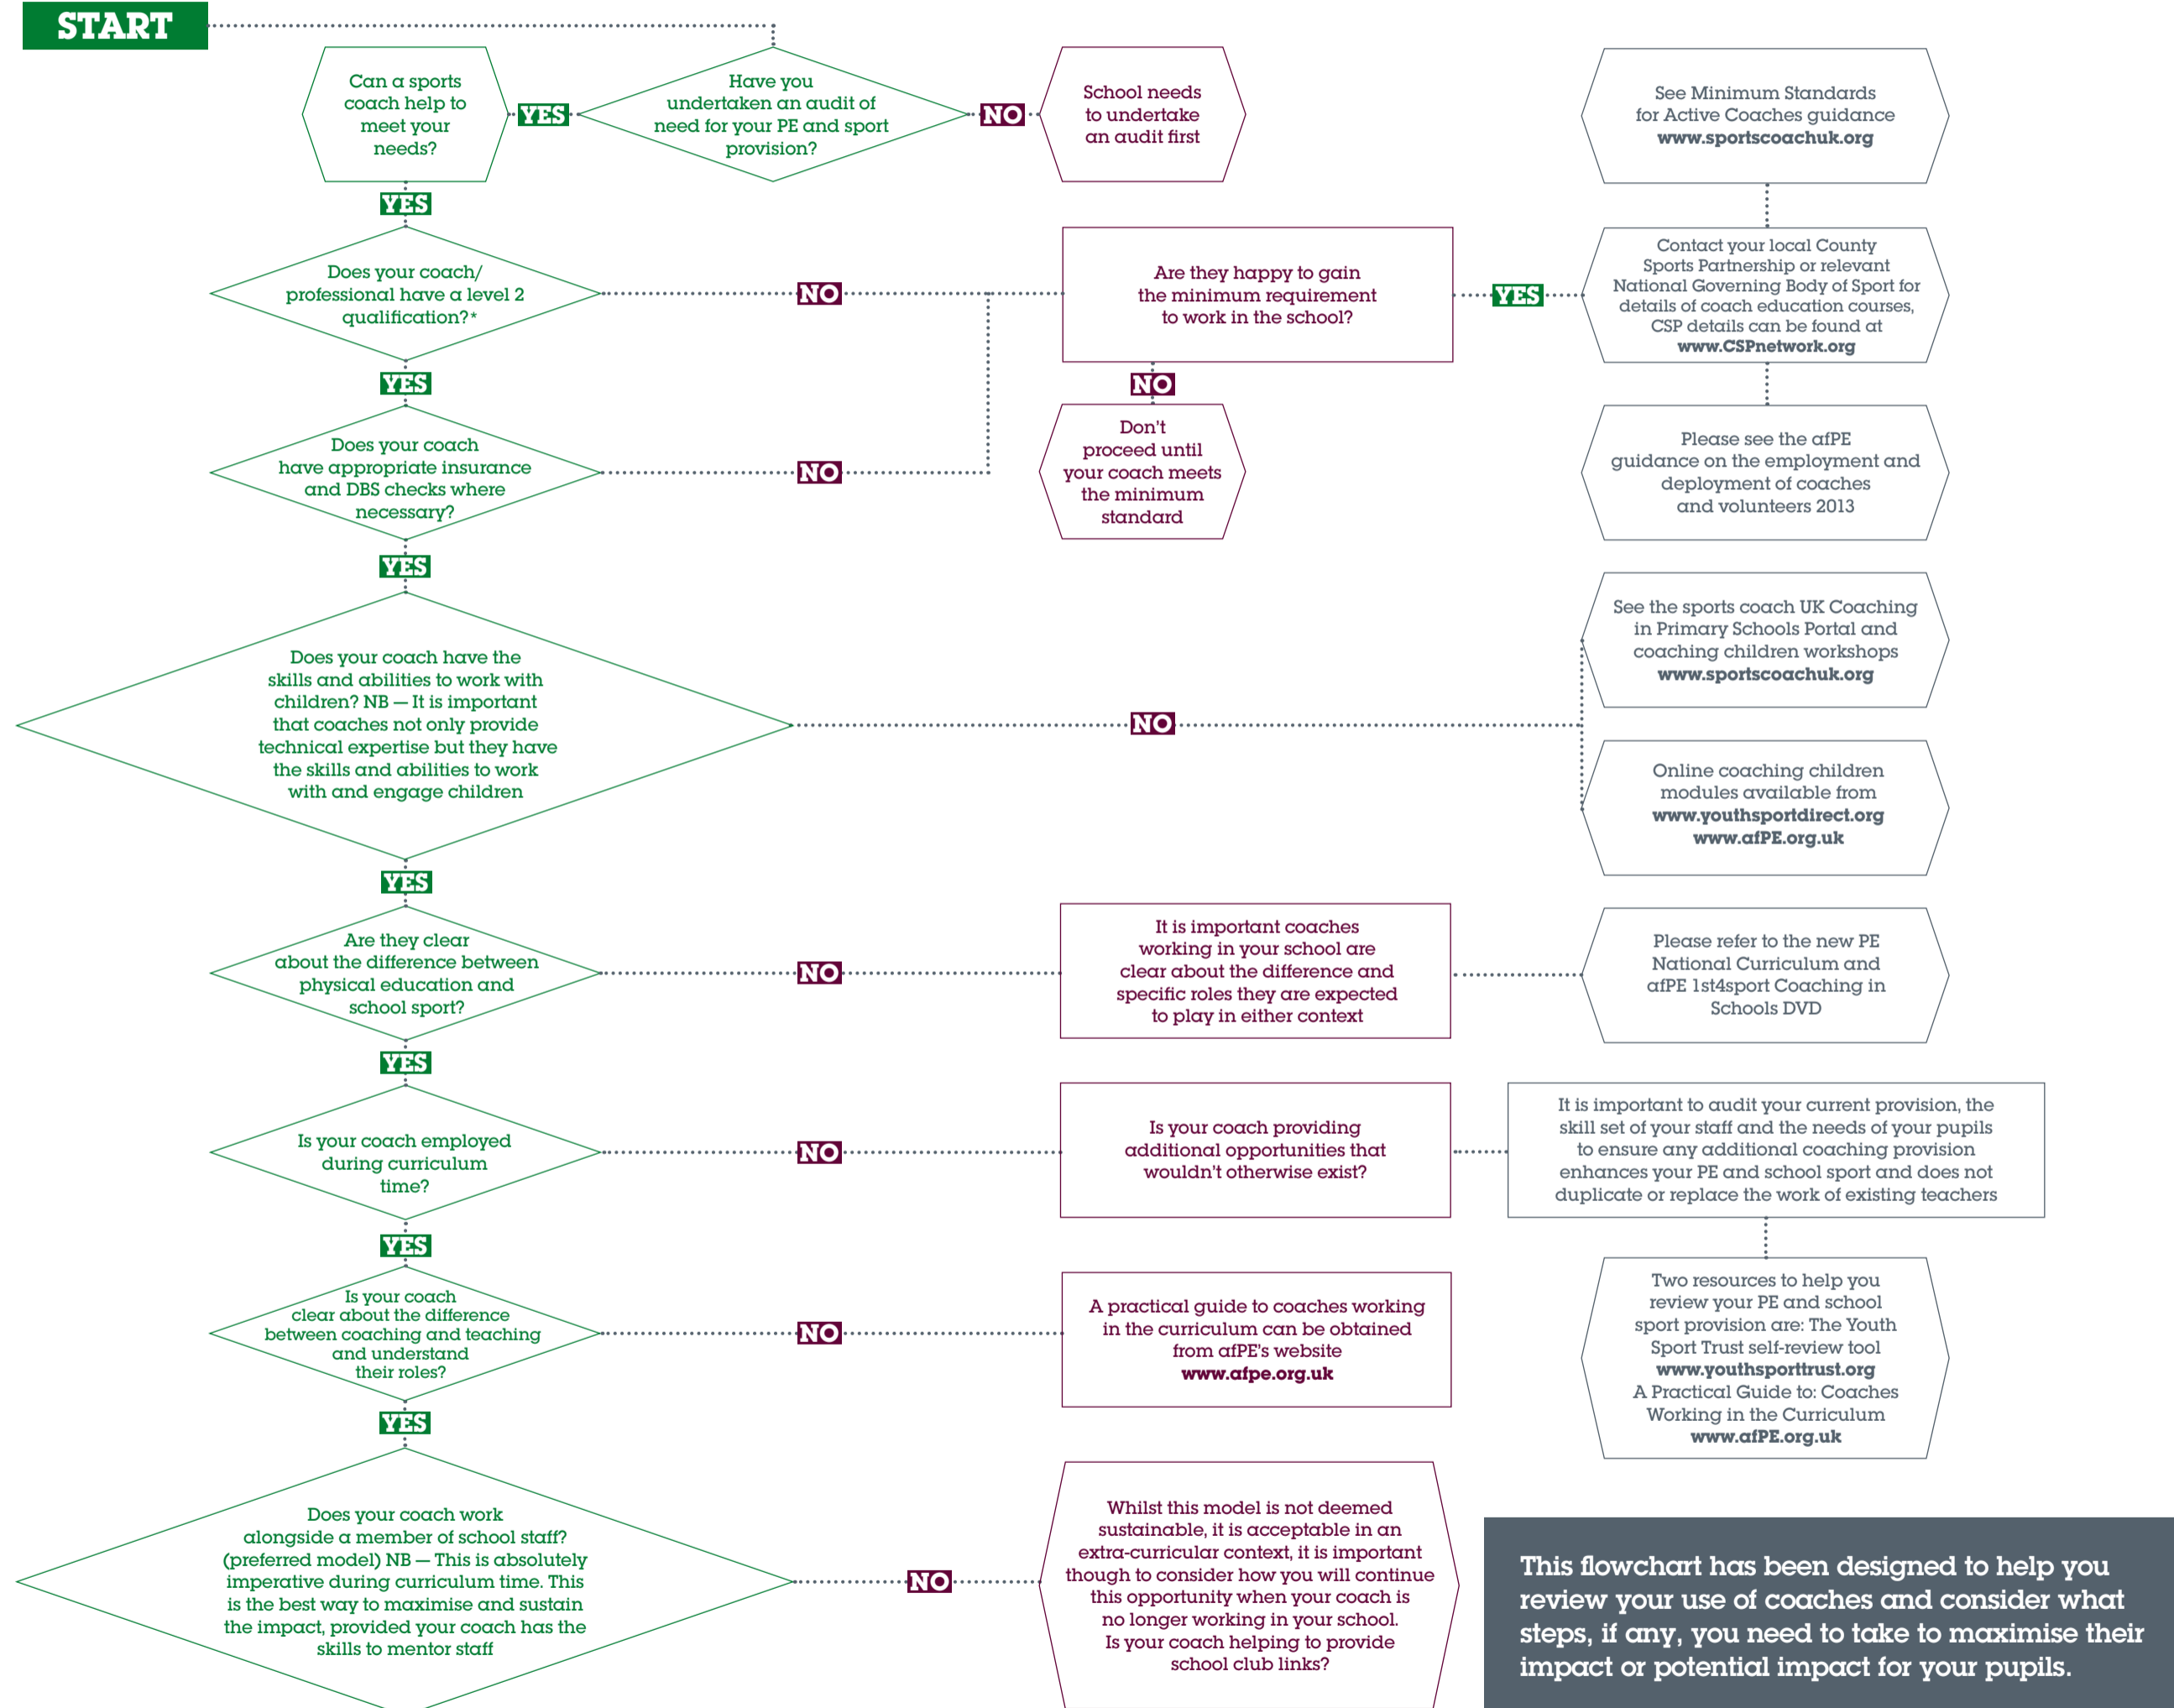 START
Can a sports
coach help to
meet your
needs?
YES
Have you
undertaken an audit of
need for your PE and sport
provision?
NO
School needs
to undertake
an audit first
See Minimum Standards
for Active Coaches guidance
www.sportscoachuk.org
YES
Does your coach/
professional have a level 2
qualification?*
NO
Are they happy to gain
the minimum requirement
to work in the school?
YES
Contact your local County
Sports Partnership or relevant
National Governing Body of Sport for
details of coach education courses,
CSP details can be found at
www.CSPnetwork.org
YES
NO
Does your coach
have appropriate insurance
and DBS checks where
necessary?
NO
Don't
proceed until
your coach meets
the minimum
standard
Please see the afPE
guidance on the employment and
deployment of coaches
and volunteers 2013
YES
Does your coach have the
skills and abilities to work with
children? NB — It is important
that coaches not only provide
technical expertise but they have
the skills and abilities to work
with and engage children
NO
See the sports coach UK Coaching
in Primary Schools Portal and
coaching children workshops
www.sportscoachuk.org
Online coaching children
modules available from
www.youthsportdirect.org
www.afPE.org.uk
YES
Are they clear
about the difference between
physical education and
school sport?
NO
It is important coaches
working in your school are
clear about the difference and
specific roles they are expected
to play in either context
Please refer to the new PE
National Curriculum and
afPE 1st4sport Coaching in
Schools DVD
YES
Is your coach employed
during curriculum
time?
NO
Is your coach providing
additional opportunities that
wouldn't otherwise exist?
It is important to audit your current provision, the
skill set of your staff and the needs of your pupils
to ensure any additional coaching provision
enhances your PE and school sport and does not
duplicate or replace the work of existing teachers
YES
Is your coach
clear about the difference
between coaching and teaching
and understand
their roles?
NO
A practical guide to coaches working
in the curriculum can be obtained
from afPE's website
www.afpe.org.uk
Two resources to help you
review your PE and school
sport provision are: The Youth
Sport Trust self-review tool
www.youthsporttrust.org
A Practical Guide to: Coaches
Working in the Curriculum
www.afPE.org.uk
YES
Does your coach work
alongside a member of school staff?
(preferred model) NB — This is absolutely
imperative during curriculum time. This
is the best way to maximise and sustain
the impact, provided your coach has the
skills to mentor staff
NO
Whilst this model is not deemed
sustainable, it is acceptable in an
extra-curricular context, it is important
though to consider how you will continue
this opportunity when your coach is
no longer working in your school.
Is your coach helping to provide
school club links?
This flowchart has been designed to help you
review your use of coaches and consider what
steps, if any, you need to take to maximise their
impact or potential impact for your pupils.